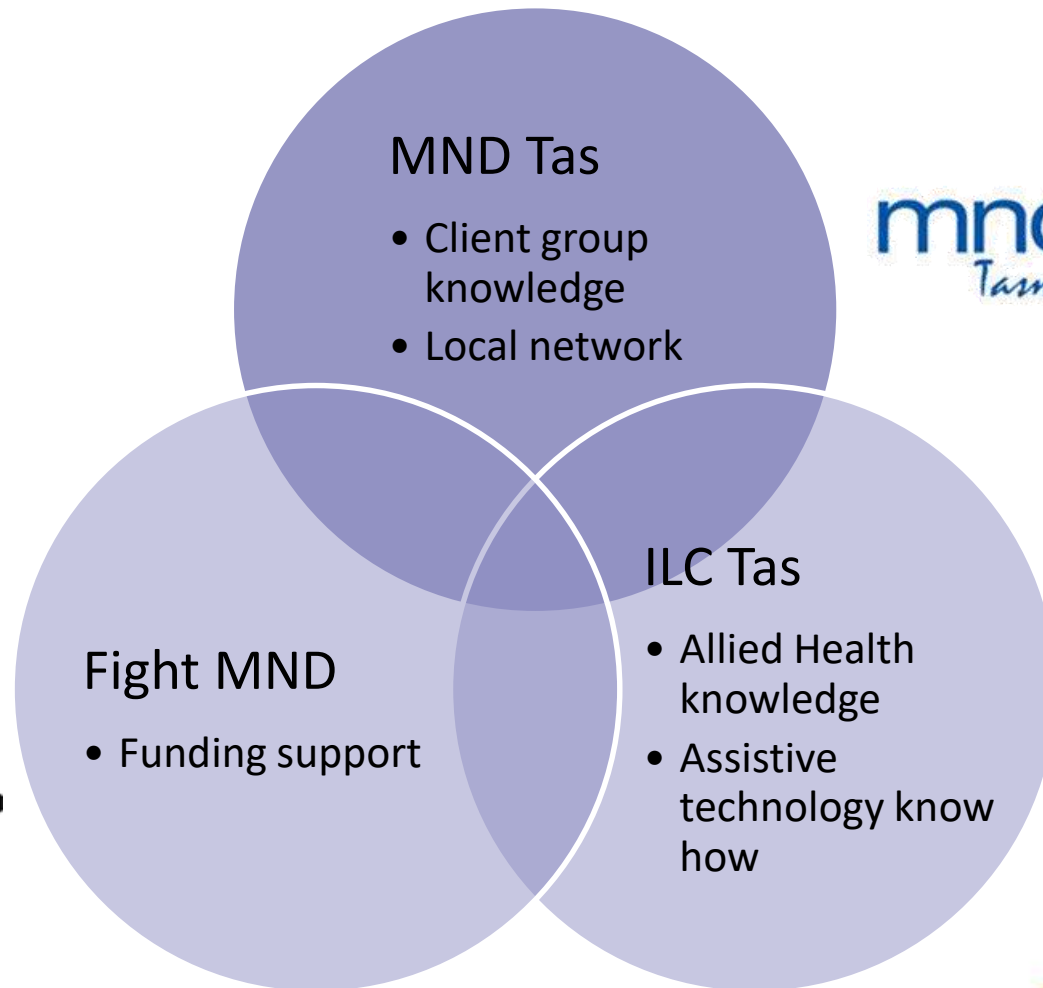 MND Tas
• Client group
knowledge
• Local network
Fight MND
• Funding support
ILC Tas
• Allied Health
knowledge
• Assistive
technology know
how